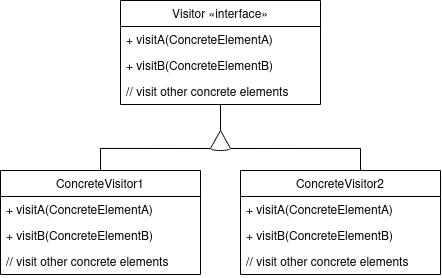 Visitor «interface»
+ visitA(ConcreteElementA)
+ visitB(ConcreteElementB)
// visit other concrete elements
ConcreteVisitor1
+ visitA(ConcreteElementA)
+ visitB(ConcreteElementB)
// visit other concrete elements
ConcreteVisitor2
+ visitA(ConcreteElementA)
+ visitB(ConcreteElementB)
// visit other concrete elements